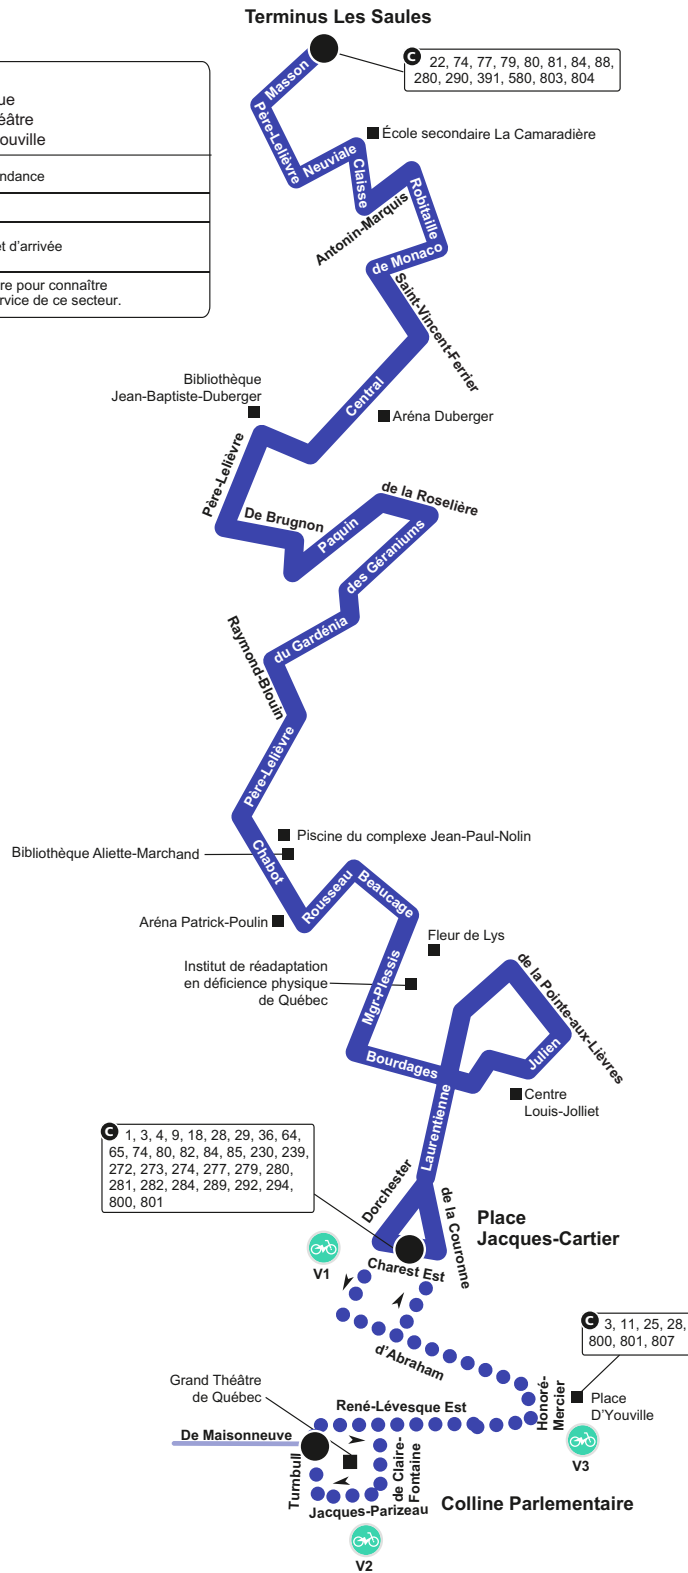 Terminus Les Saules
C 22, 74, 77, 79, 80, 81, 84, 88,
280, 290, 391, 580, 803, 804
Masson
Père-Lelièvre
Neuviale
Claisse
École secondaire La Camaradière
Antonin-Marquis
Robitaille
de Monaco
et d'arrivée
Saint-Vincent-Ferrier
Bibliothèque
Jean-Baptiste-Duberger
Central
Aréna Duberger
Père-Lelièvre
De Brugnon
Paquin
de la Roselière
des Géraniums
du Gardénia
Raymond-Blouin
Père-Lelièvre
Piscine du complexe Jean-Paul-Nolin
Bibliothèque Aliette-Marchand
Chabot
Rousseau
Beaucage
Aréna Patrick-Poulin
Fleur de Lys
Institut de réadaptation
en déficience physique
de Québec
Mgr-Plessis
de la Pointe-aux-Lièvres
Bourdages
Julien
Centre
Louis-Jolliet
Laurentienne
C 1, 3, 4, 9, 18, 28, 29, 36, 64,
65, 74, 80, 82, 84, 85, 230, 239,
272, 273, 274, 277, 279, 280,
281, 282, 284, 289, 292, 294,
800, 801
Dorchester
de la Couronne
Place
Jacques-Cartier
V1
Charest Est
C 3, 11, 25, 28,
800, 801, 807
d'Abraham
Grand Théâtre
de Québec
René-Lévesque Est
Honoré-
Mercier
Place
D'Youville
V3
De Maisonneuve
Turnbull
de Claire-
Fontaine
Jacques-Parizeau
Colline Parlementaire
V2